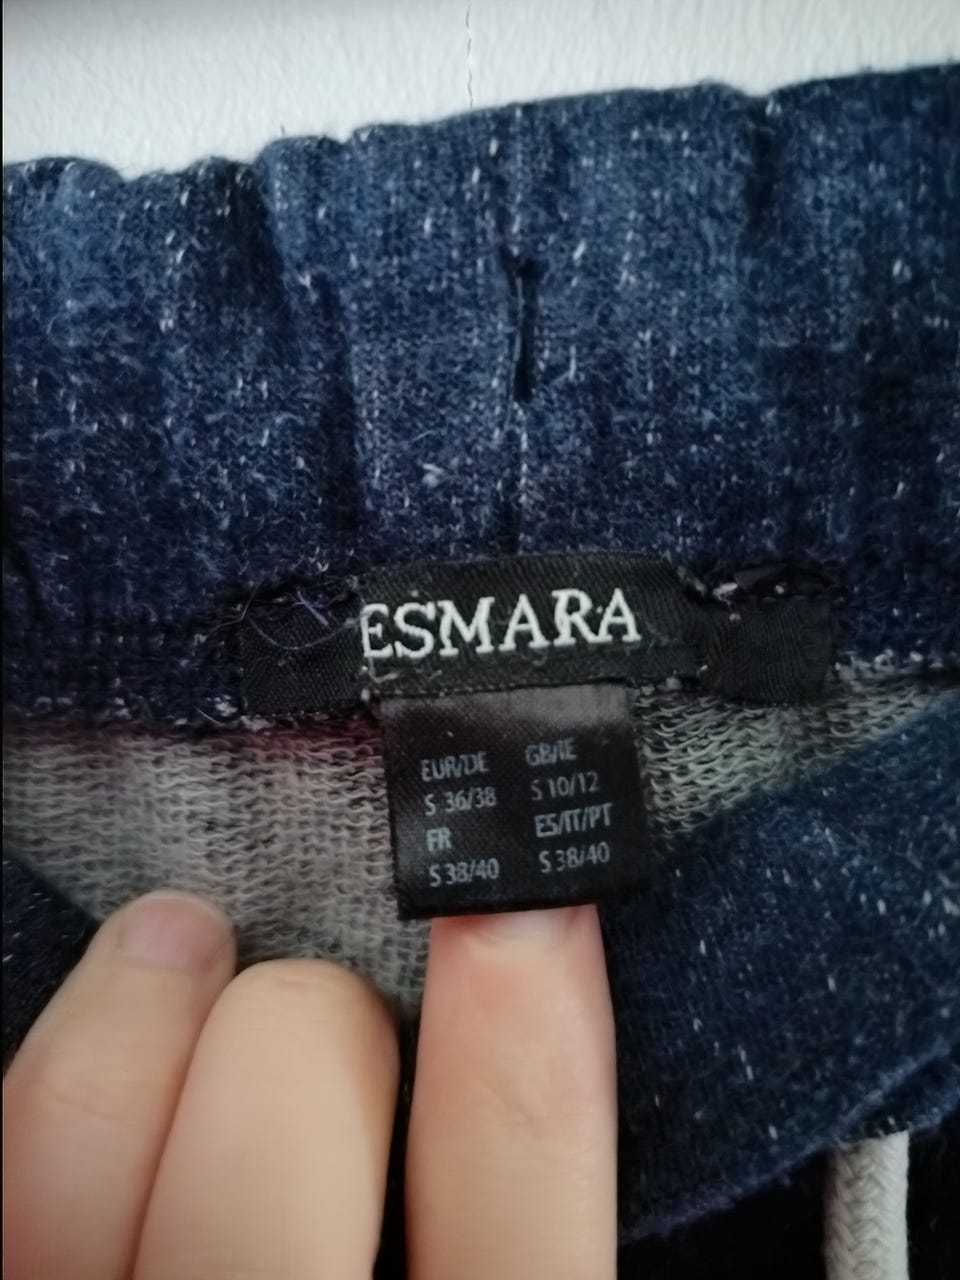 ESMARA
EUR/DE GB/IE
S 36/38 S 10/12
FR ES/IT/PT
S 38/40 S 38/40